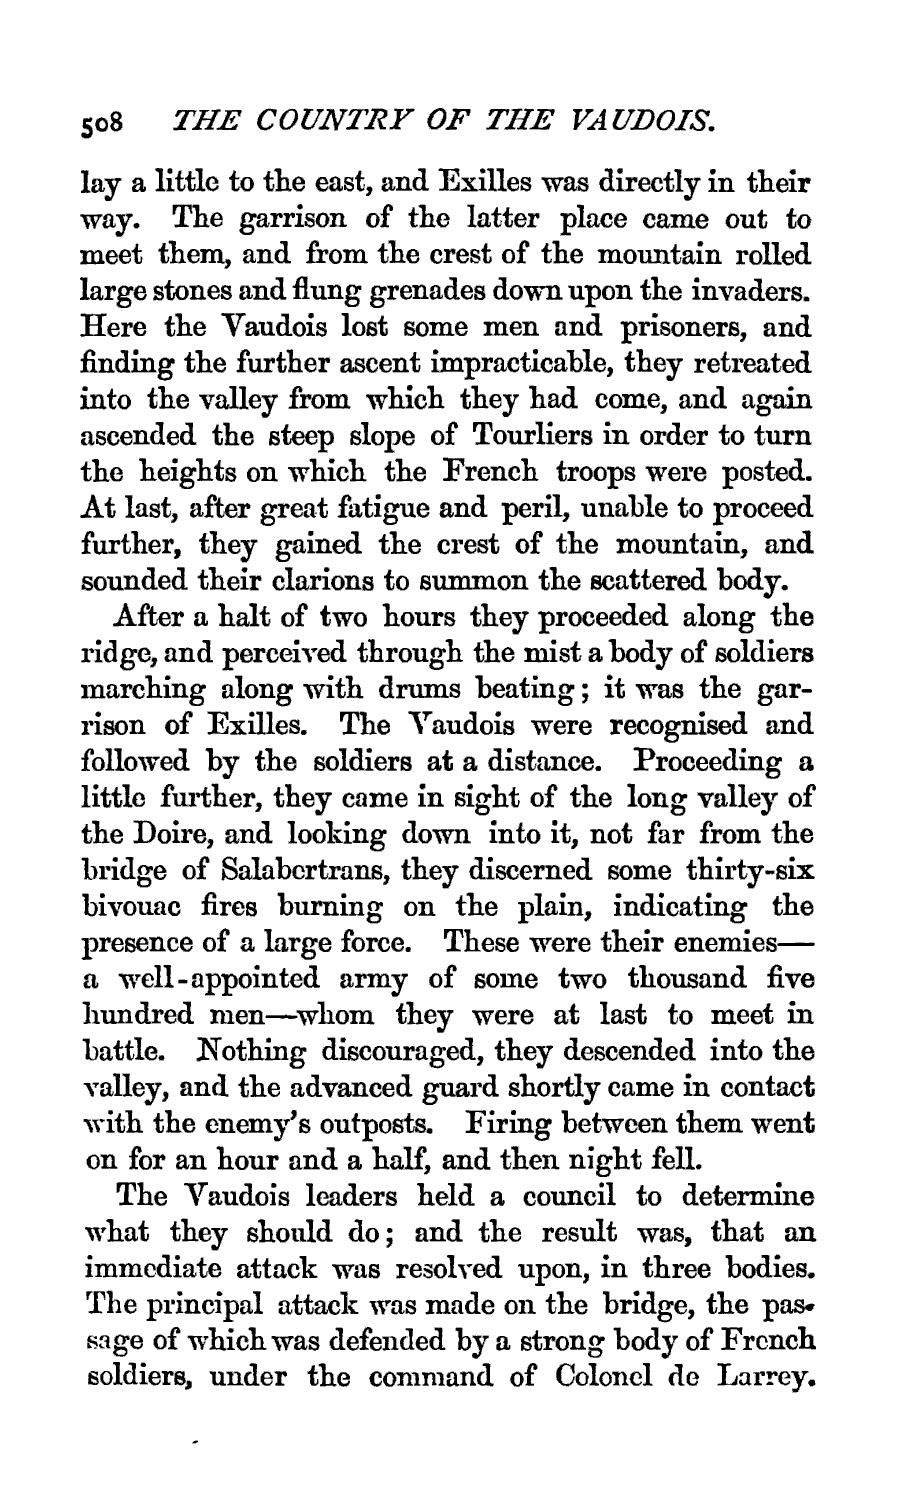 508 THE COUNTRY OF THE VAUDOIS.
lay a little to the east, and Exilles was directly in their
way. The garrison of the latter place came out to
meet them, and from the crest of the mountain rolled
large stones and flung grenades down upon the invaders.
Here the Vaudois lost some men and prisoners, and
finding the further ascent impracticable, they retreated
into the valley from which they had come, and again
ascended the steep slope of Tourliers in order to turn
the heights on which the French troops were posted.
At last, after great fatigue and peril, unable to proceed
further, they gained the crest of the mountain, and
sounded their clarions to summon the scattered body.
After a halt of two hours they proceeded along the
ridge, and perceived through the mist a body of soldiers
marching along with drums beating; it was the gar-
rison of Exilles. The Vaudois were recognised and
followed by the soldiers at a distance. Proceeding a
little further, they came in sight of the long valley of
the Doire, and looking down into it, not far from the
bridge of Salabertrans, they discerned some thirty-six
bivouac fires burning on the plain, indicating the
presence of a large force. These were their enemies—
a well-appointed army of some two thousand five
hundred men—whom they were at last to meet in
battle. Nothing discouraged, they descended into the
valley, and the advanced guard shortly came in contact
with the enemy's outposts. Firing between them went
on for an hour and a half, and then night fell.
The Vaudois leaders held a council to determine
what they should do; and the result was, that an
immediate attack was resolved upon, in three bodies.
The principal attack was made on the bridge, the pas-
sage of which was defended by a strong body of French
soldiers, under the command of Colonel de Larrey.